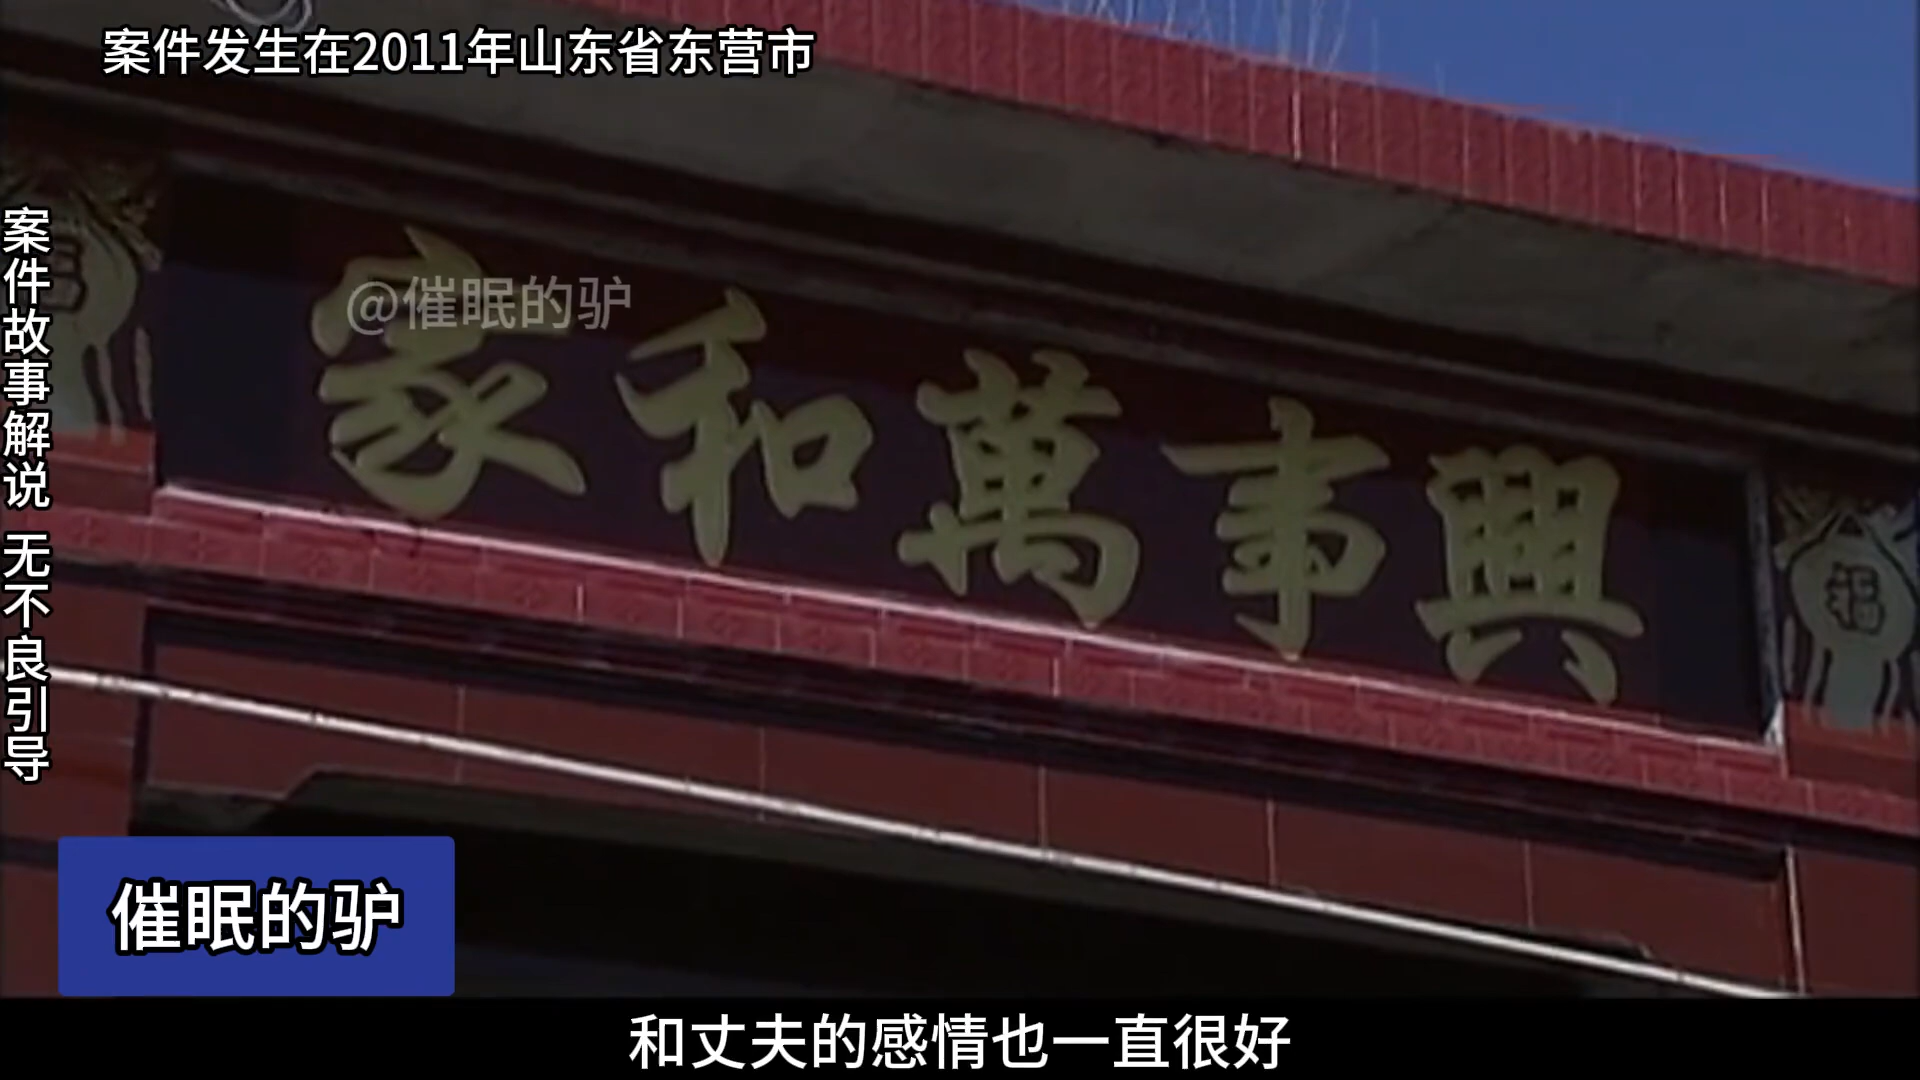 案件发生在2011年山东省东营市
案件故事解说 无不良引导
@催眠的驴
家和萬事興
福
催眠的驴
和丈夫的感情也一直很好